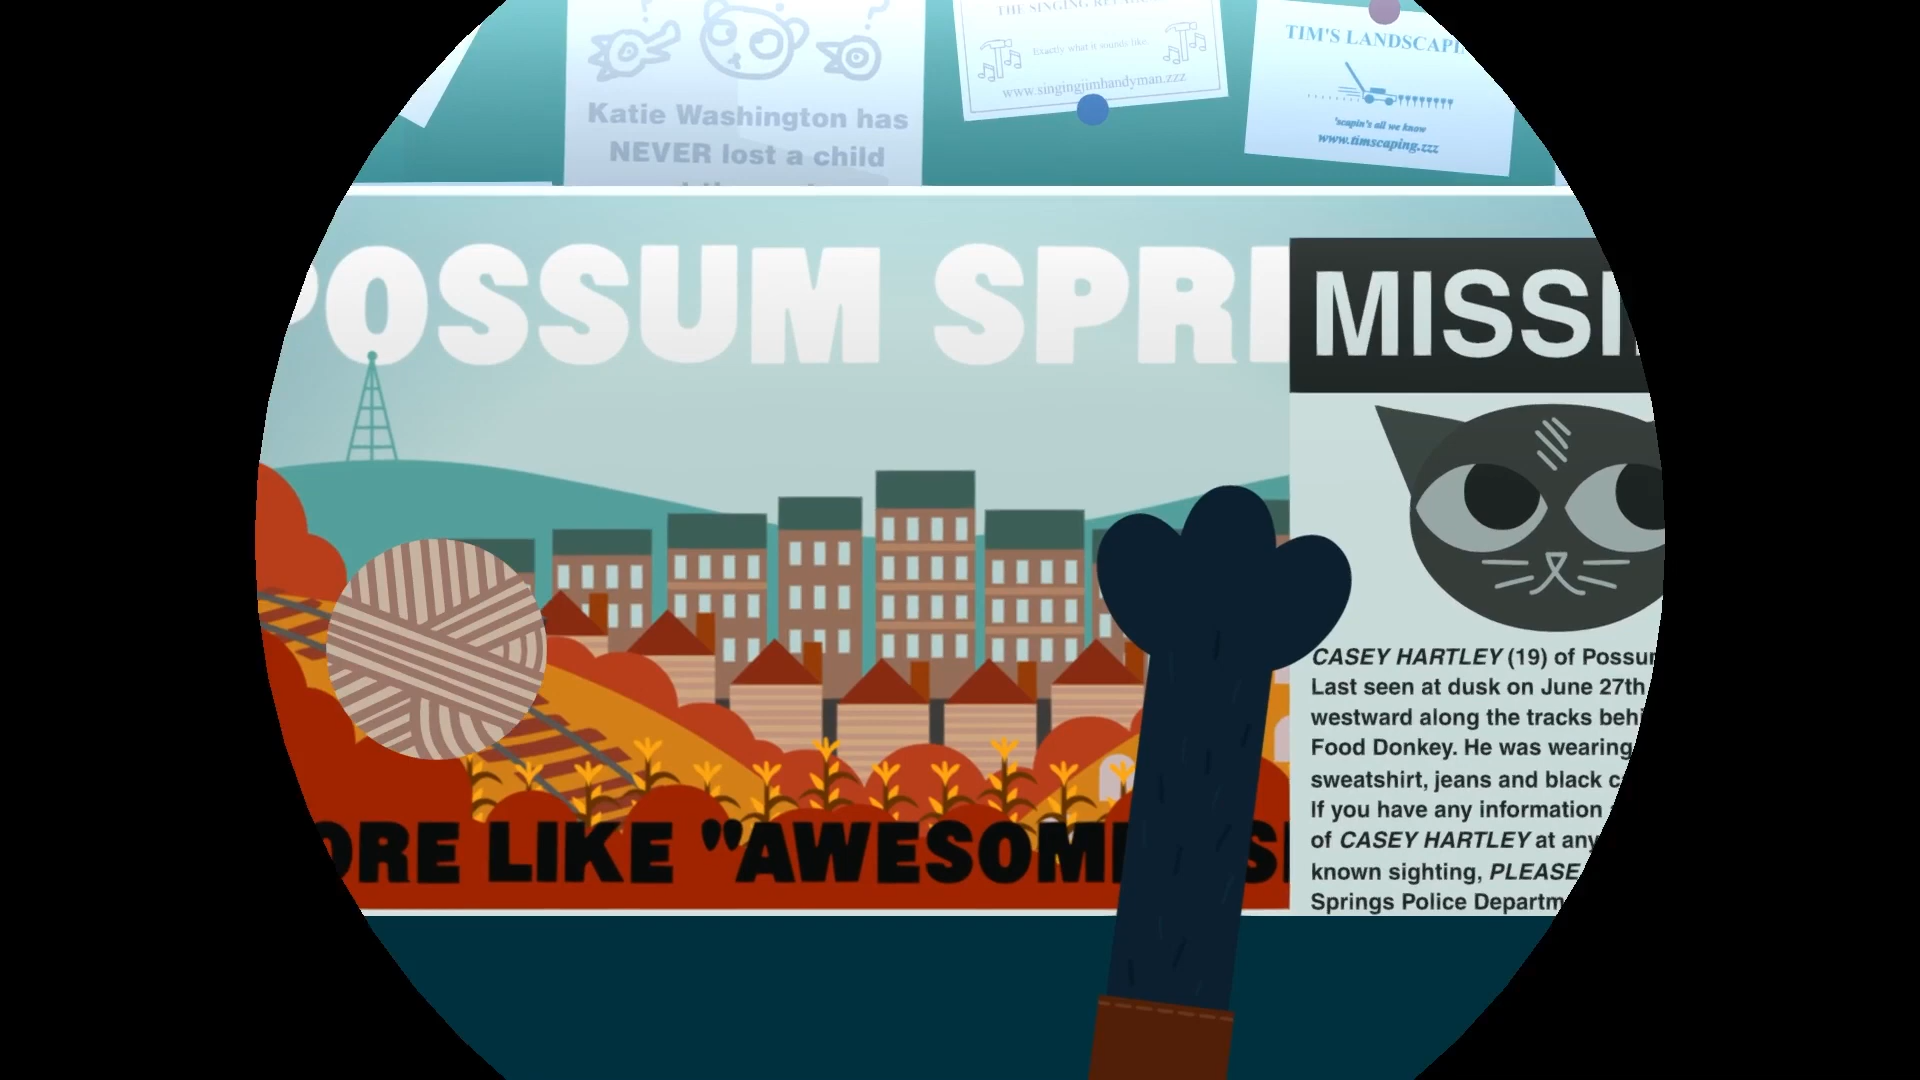 THE SINGING
Exactly what it sounds like.
www.singingjimhandyman.zzz
TIM'S LANDSCAPI
'scapin's all we know
www.timscaping.zzz
Katie Washington has
NEVER lost a child
POSSUM SPRI
MISSI
CASEY HARTLEY (19) of Possum
Last seen at dusk on June 27th
westward along the tracks behi
Food Donkey. He was wearing
sweatshirt, jeans and black c
If you have any information
of CASEY HARTLEY at any
known sighting, PLEASE
Springs Police Departm
ORE LIKE "AWESOM